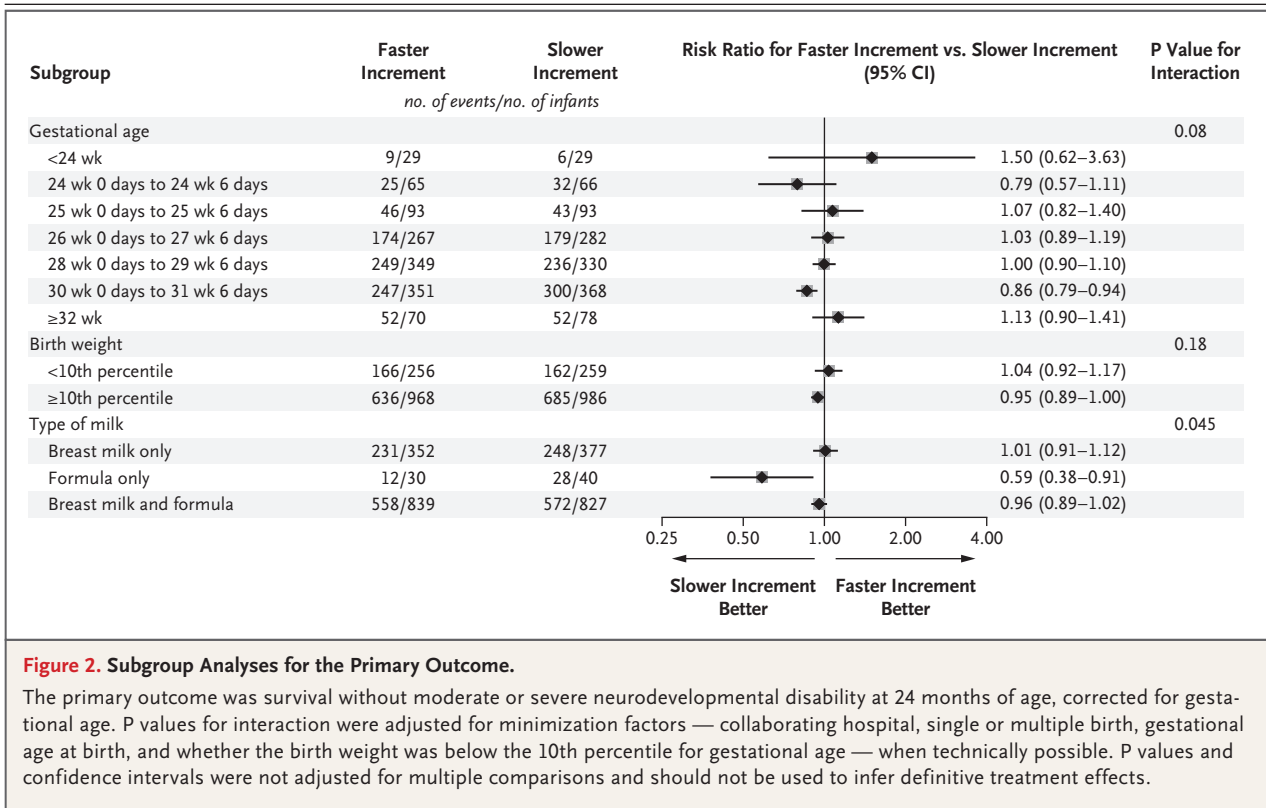 Subgroup Faster Increment Slower Increment Risk Ratio for Faster Increment vs. Slower Increment (95% CI) P Value for Interaction
no. of events/no. of infants
Gestational age 0.08
<24 wk 9/29 6/29 1.50 (0.62–3.63)
24 wk 0 days to 24 wk 6 days 25/65 32/66 0.79 (0.57–1.11)
25 wk 0 days to 25 wk 6 days 46/93 43/93 1.07 (0.82–1.40)
26 wk 0 days to 27 wk 6 days 174/267 179/282 1.03 (0.89–1.19)
28 wk 0 days to 29 wk 6 days 249/349 236/330 1.00 (0.90–1.10)
30 wk 0 days to 31 wk 6 days 247/351 300/368 0.86 (0.79–0.94)
≥32 wk 52/70 52/78 1.13 (0.90–1.41)
Birth weight 0.18
<10th percentile 166/256 162/259 1.04 (0.92–1.17)
≥10th percentile 636/968 685/986 0.95 (0.89–1.00)
Type of milk 0.045
Breast milk only 231/352 248/377 1.01 (0.91–1.12)
Formula only 12/30 28/40 0.59 (0.38–0.91)
Breast milk and formula 558/839 572/827 0.96 (0.89–1.02)
0.25 0.50 1.00 2.00 4.00
Slower Increment Better Faster Increment Better
Figure 2. Subgroup Analyses for the Primary Outcome.
The primary outcome was survival without moderate or severe neurodevelopmental disability at 24 months of age, corrected for gesta-
tional age. P values for interaction were adjusted for minimization factors — collaborating hospital, single or multiple birth, gestational
age at birth, and whether the birth weight was below the 10th percentile for gestational age — when technically possible. P values and
confidence intervals were not adjusted for multiple comparisons and should not be used to infer definitive treatment effects.